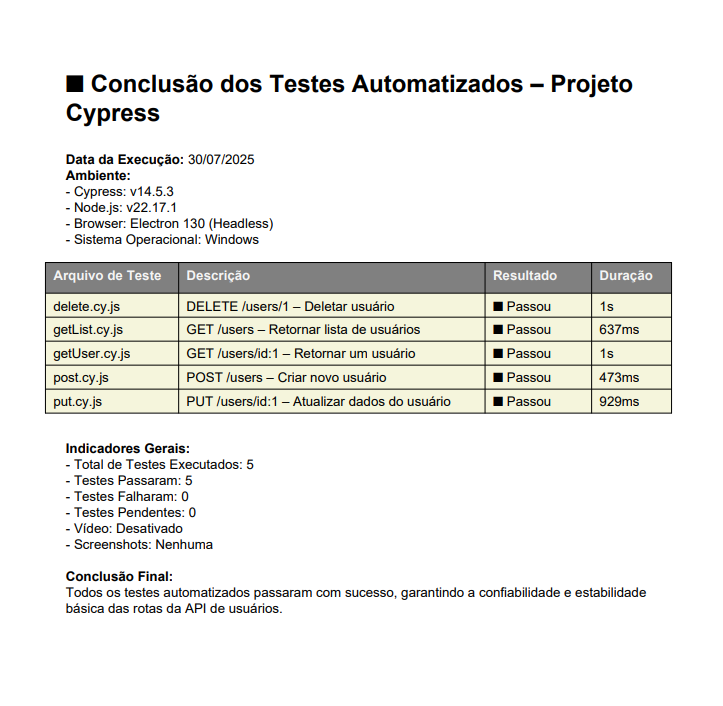 ■ Conclusão dos Testes Automatizados – Projeto
Cypress
Data da Execução: 30/07/2025
Ambiente:
- Cypress: v14.5.3
- Node.js: v22.17.1
- Browser: Electron 130 (Headless)
- Sistema Operacional: Windows
Arquivo de Teste Descrição Resultado Duração
delete.cy.js DELETE /users/1 – Deletar usuário ■ Passou 1s
getList.cy.js GET /users – Retornar lista de usuários ■ Passou 637ms
getUser.cy.js GET /users/id:1 – Retornar um usuário ■ Passou 1s
post.cy.js POST /users – Criar novo usuário ■ Passou 473ms
put.cy.js PUT /users/id:1 – Atualizar dados do usuário ■ Passou 929ms
Indicadores Gerais:
- Total de Testes Executados: 5
- Testes Passaram: 5
- Testes Falharam: 0
- Testes Pendentes: 0
- Vídeo: Desativado
- Screenshots: Nenhuma
Conclusão Final:
Todos os testes automatizados passaram com sucesso, garantindo a confiabilidade e estabilidade
básica das rotas da API de usuários.